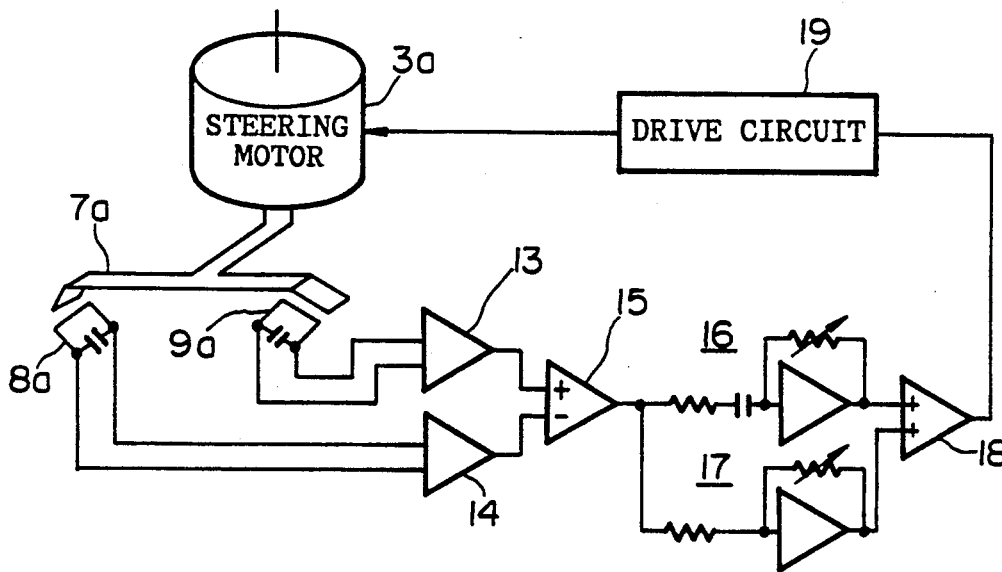 19
3a
STEERING
MOTOR
DRIVE CIRCUIT
7a
13
15
16
9a
8a
+
-
+
+
18
17
14